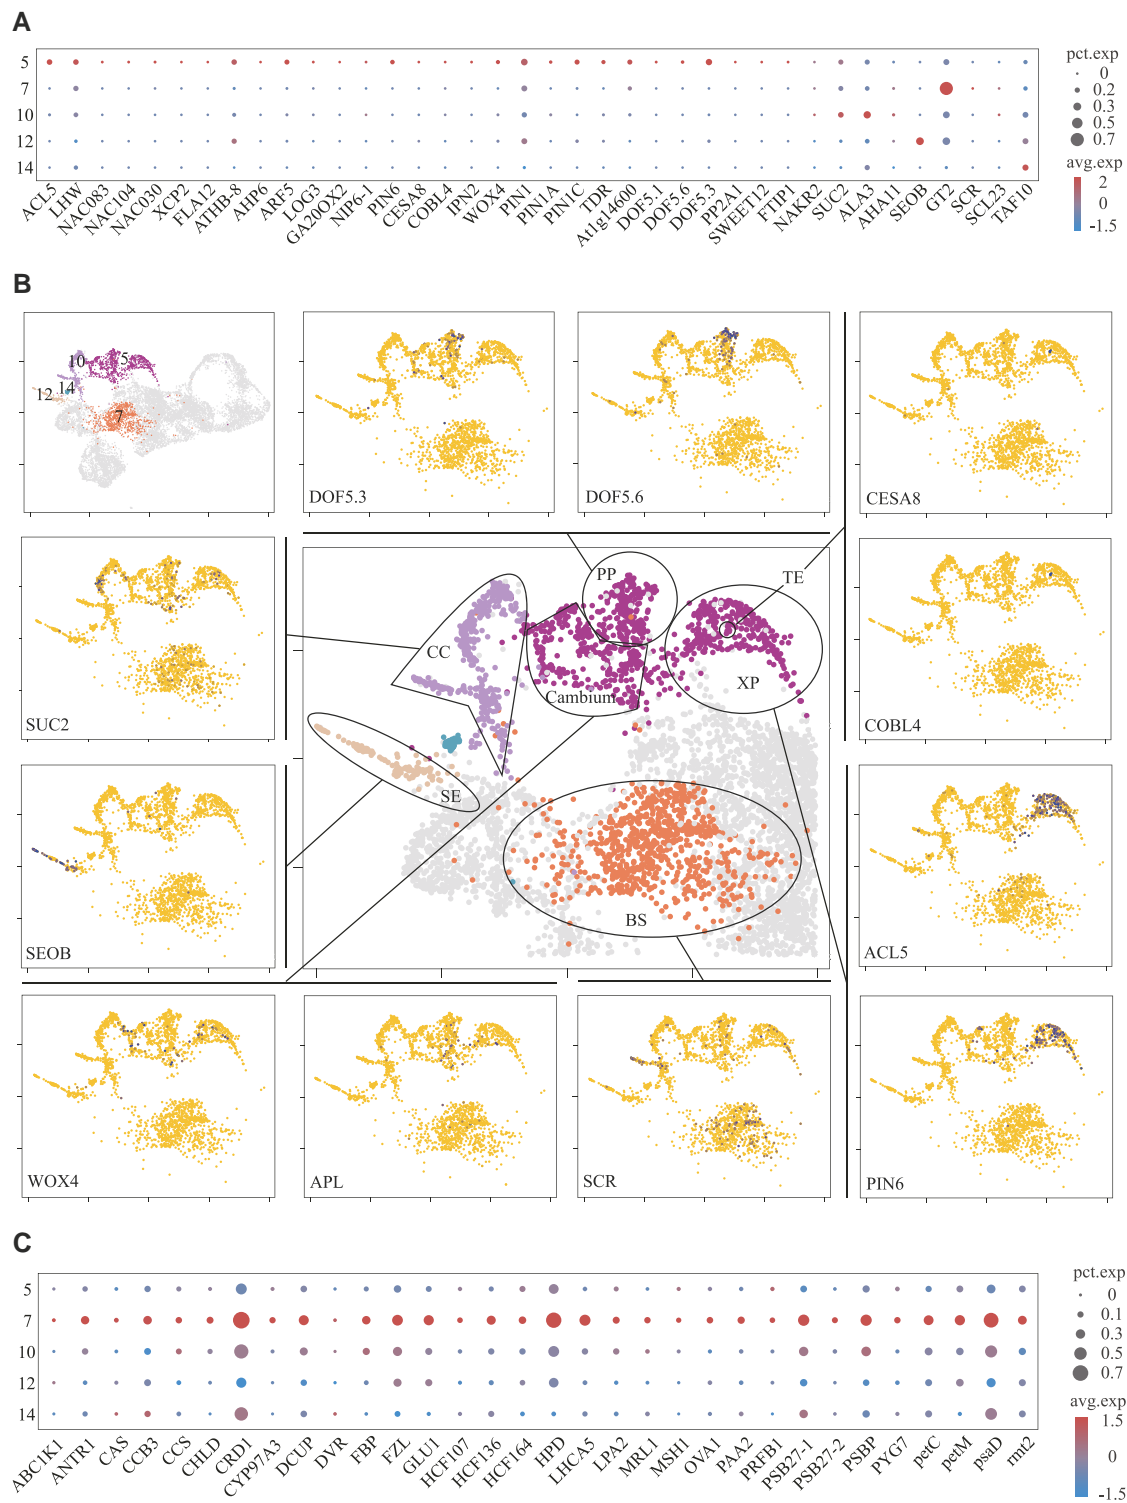 A
5
7
10
12
14
ACL5 LHW NAC083 NAC104 NAC030 XCP2 FLA12 ATHB-8 AHP6 ARF5 LOG3 GA20OX2 NIP6-1 PIN6 CESA8 COBL4 IPN2 WOX4 PIN1 PIN1A PIN1C TDR At1g14600 DOF5.1 DOF5.6 DOF5.3 PP2A1 SWEET12 FTIP1 NAKR2 SUC2 ALA3 AHA11 SEOB GT2 SCR SCL23 TAF10
pct.exp
0
0.2
0.3
0.5
0.7
avg.exp
2
0
-1.5
B
10 5
14
12
7
DOF5.3
DOF5.6
CESA8
SUC2
PP
TE
CC
XP
Cambium
SE
BS
COBL4
SEOB
ACL5
WOX4
APL
SCR
PIN6
C
5
7
10
12
14
ABC1K1 ANTR1 CAS CCB3 CCS CHLD CRD1 CYP97A3 DCUP DVR FBP FZL GLU1 HCF107 HCF136 HCF164 HPD LHCA5 LPA2 MRL1 MSH1 OVA1 PAA2 PRFB1 PSB27-1 PSB27-2 PSBP PYG7 petC petM psaD rmt2
pct.exp
0
0.1
0.3
0.5
0.7
avg.exp
1.5
0
-1.5